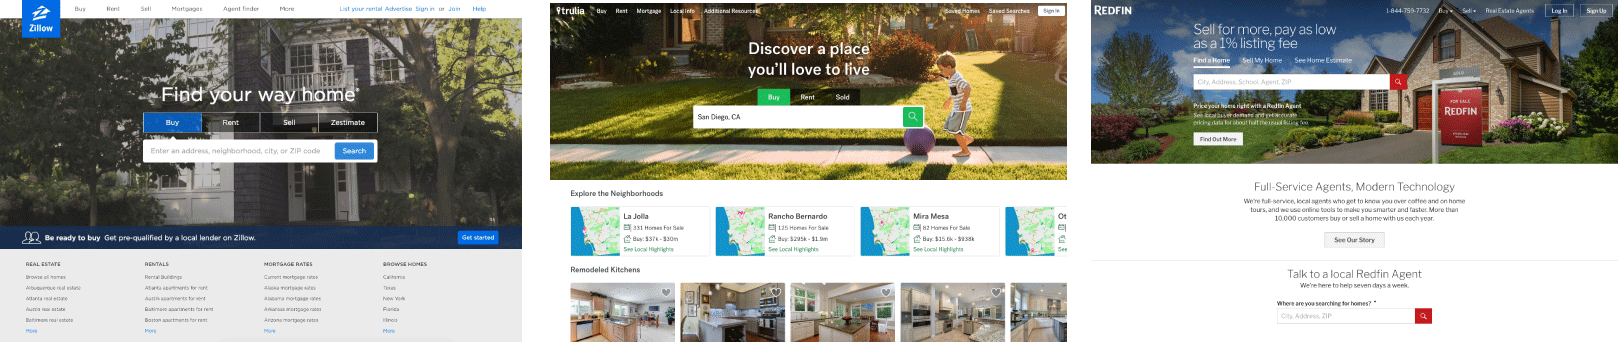 Buy Rent Sell Mortgages Agent finder More List your rental Advertise Sign in or Join Help
Zillow
Find your way home
Buy Rent Sell Zestimate
Enter an address, neighborhood, city, or ZIP code Search
Be ready to buy Get pre-qualified by a local lender on Zillow. Get started
REAL ESTATE
Browse all homes
Albuquerque real estate
Atlanta real estate
Austin real estate
Baltimore real estate
More
RENTALS
Rental Buildings
Atlanta apartments for rent
Austin apartments for rent
Baltimore apartments for rent
Boston apartments for rent
More
MORTGAGE RATES
Current mortgage rates
Alaska mortgage rates
Alabama mortgage rates
Arkansas mortgage rates
Arizona mortgage rates
More
BROWSE HOMES
California
Texas
New York
Florida
Illinois
More
trulia Buy Rent Mortgage Local Info Additional Resources Saved Homes Saved Searches Sign In
Discover a place
you'll love to live
Buy Rent Sold
San Diego, CA
Explore the Neighborhoods
La Jolla
331 Homes For Sale
Buy: $37k - $30m
See Local Highlights
Rancho Bernardo
125 Homes For Sale
Buy: $295k - $1.9m
See Local Highlights
Mira Mesa
82 Homes For Sale
Buy: $15.6k - $938k
See Local Highlights
Ot
Remodeled Kitchens
REDFIN 1-844-759-7732 Buy Sell Real Estate Agents Log In Sign Up
Sell for more, pay as low
as a 1% listing fee
Find a Home Sell My Home See Home Estimate
City, Address, School, Agent, ZIP
Price your home right with a Redfin Agent
See local buyer demand and get accurate
pricing data for about half the usual listing fee.
Find Out More
FOR SALE
REDFIN
Full-Service Agents, Modern Technology
We're full-service, local agents who get to know you over coffee and on home
tours, and we use online tools to make you smarter and faster. More than
10,000 customers buy or sell a home with us each year.
See Our Story
Talk to a local Redfin Agent
We're here to help seven days a week.
Where are you searching for homes? *
City, Address, ZIP